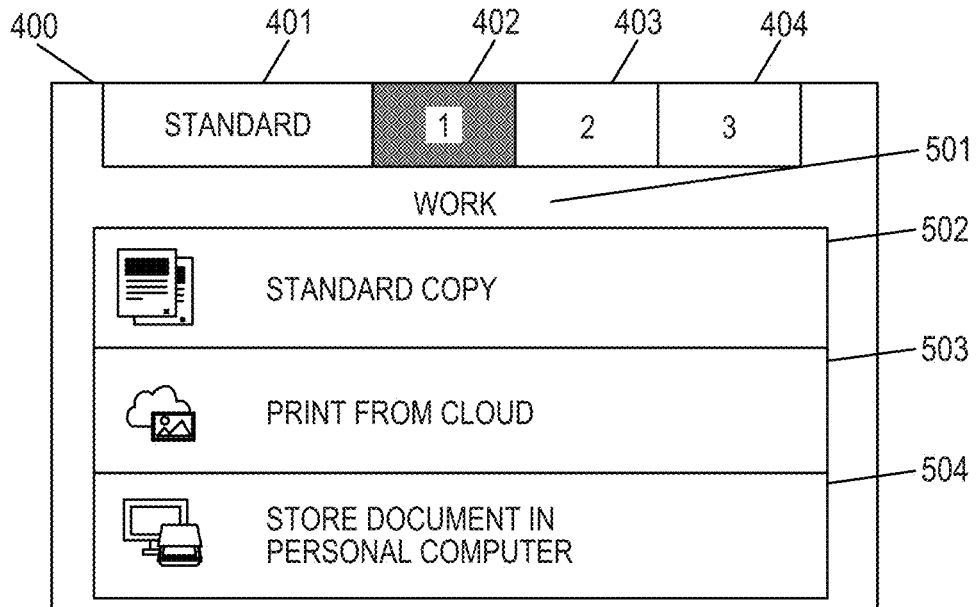 400 401 402 403 404
STANDARD 1 2 3
501
WORK
502
STANDARD COPY
503
PRINT FROM CLOUD
504
STORE DOCUMENT IN
PERSONAL COMPUTER